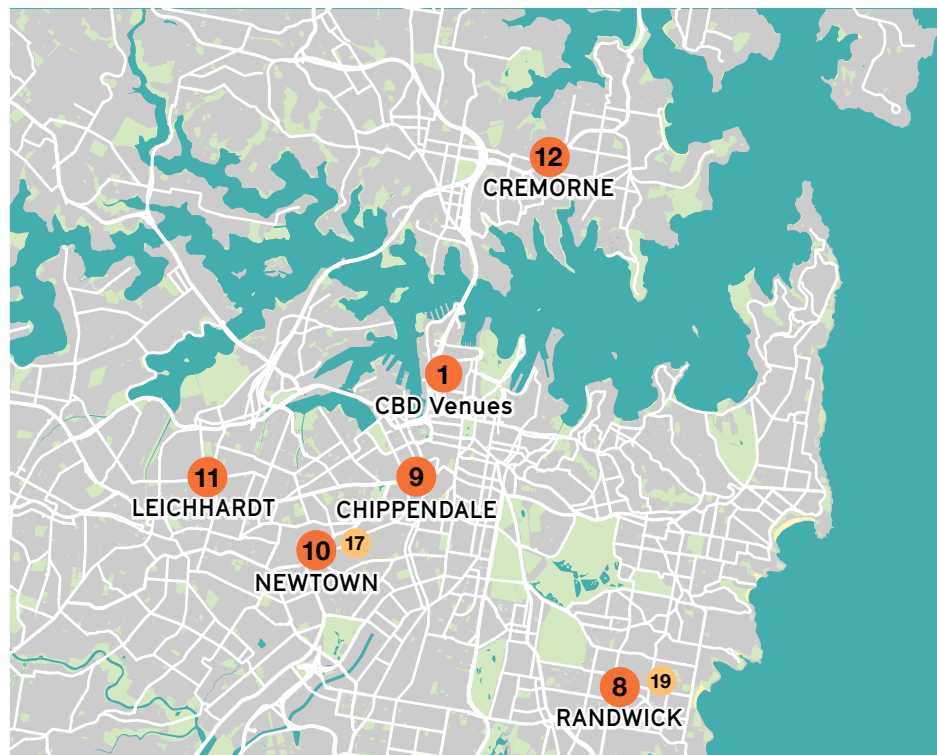 12
CREMORNE
1
CBD Venues
11
LEICHHARDT
9
CHIPPENDALE
10
17
NEWTOWN
8
19
RANDWICK